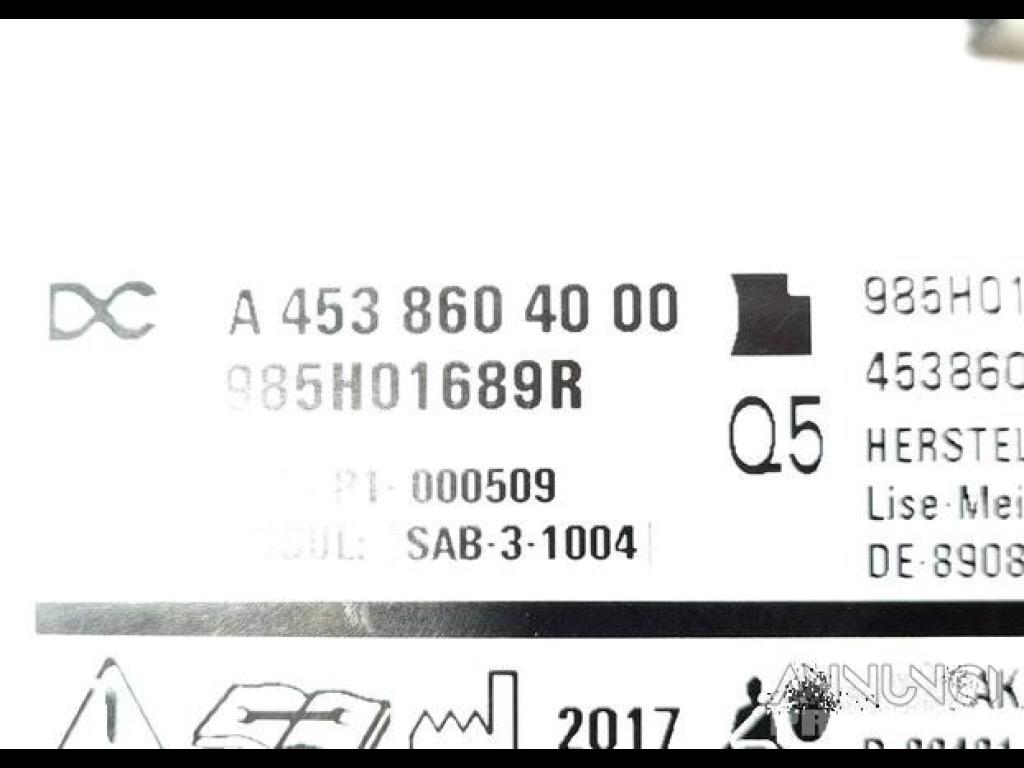 DC
A 453 860 40 00
985H01689R
P1- 000509
SAB-3-1004
Q5
985H01
453860
HERSTEL
Lise-Mei
DE-8908
2017